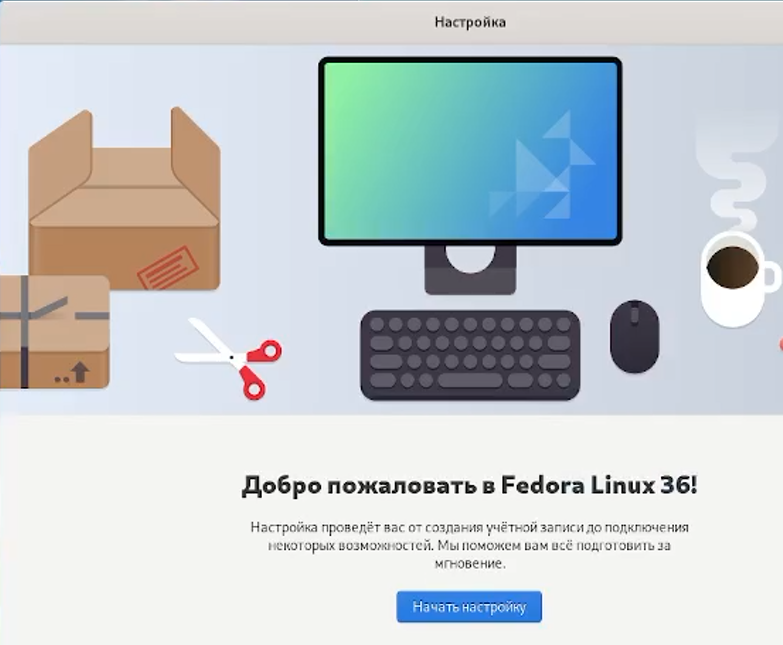 Настройка
Добро пожаловать в Fedora Linux 36!
Настройка проведёт вас от создания учётной записи до подключения
некоторых возможностей. Мы поможем вам всё подготовить за
мгновение.
Начать настройку